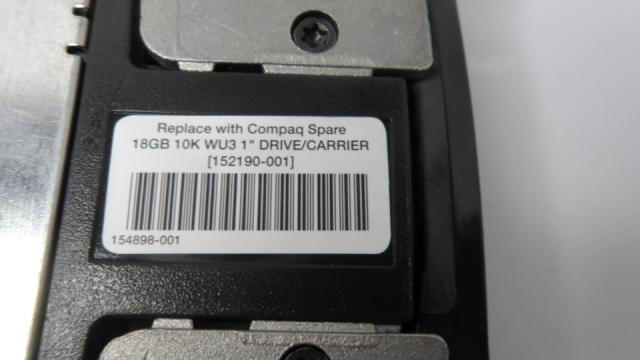 Replace with Compaq Spare
18GB 10K WU3 1" DRIVE/CARRIER
[152190-001]
154898-001